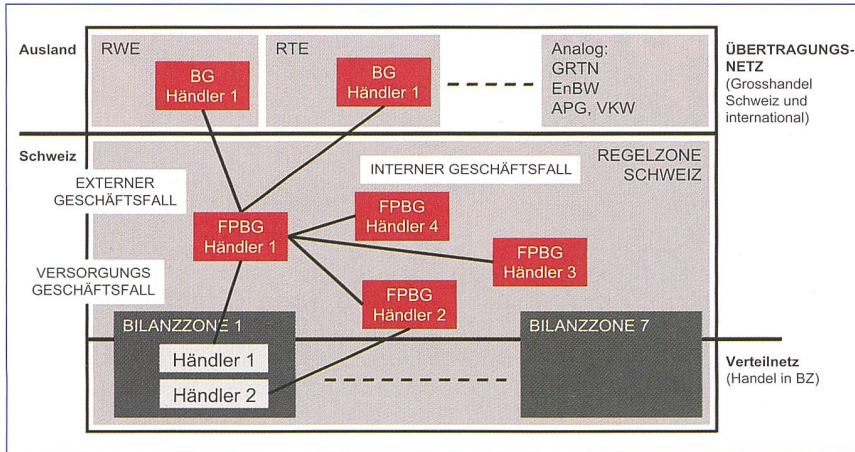 Ausland
RWE
BG
Händler 1
RTE
BG
Händler 1
Analog:
GRTN
EnBW
APG, VKW
ÜBERTRAGUNGS-
NETZ
(Grosshandel
Schweiz und
international)
Schweiz
EXTERNER
GESCHÄFTSFALL
INTERNER GESCHÄFTSFALL
REGELZONE
SCHWEIZ
FPBG
Händler 1
FPBG
Händler 4
FPBG
Händler 3
VERSORGUNGS
GESCHÄFTSFALL
FPBG
Händler 2
BILANZZONE 1
Händler 1
Händler 2
BILANZZONE 7
Verteilnetz
(Handel in BZ)